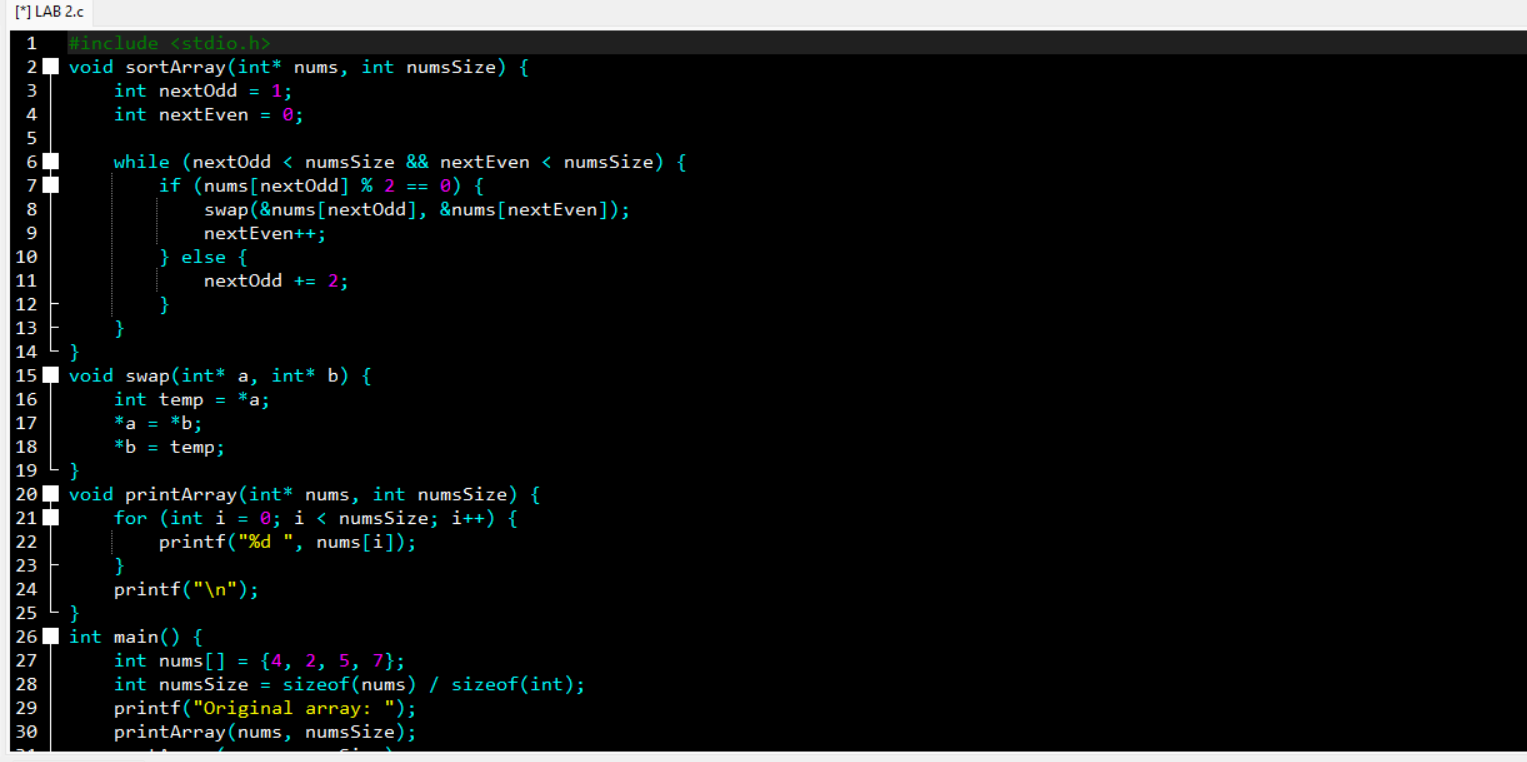 [*] LAB 2.c
1 #include <stdio.h>
2 void sortArray(int* nums, int numsSize) {
3     int nextOdd = 1;
4     int nextEven = 0;
5
6     while (nextOdd < numsSize && nextEven < numsSize) {
7         if (nums[nextOdd] % 2 == 0) {
8             swap(&nums[nextOdd], &nums[nextEven]);
9             nextEven++;
10         } else {
11             nextOdd += 2;
12         }
13     }
14 }
15 void swap(int* a, int* b) {
16     int temp = *a;
17     *a = *b;
18     *b = temp;
19 }
20 void printArray(int* nums, int numsSize) {
21     for (int i = 0; i < numsSize; i++) {
22         printf("%d ", nums[i]);
23     }
24     printf("\n");
25 }
26 int main() {
27     int nums[] = {4, 2, 5, 7};
28     int numsSize = sizeof(nums) / sizeof(int);
29     printf("Original array: ");
30     printArray(nums, numsSize);